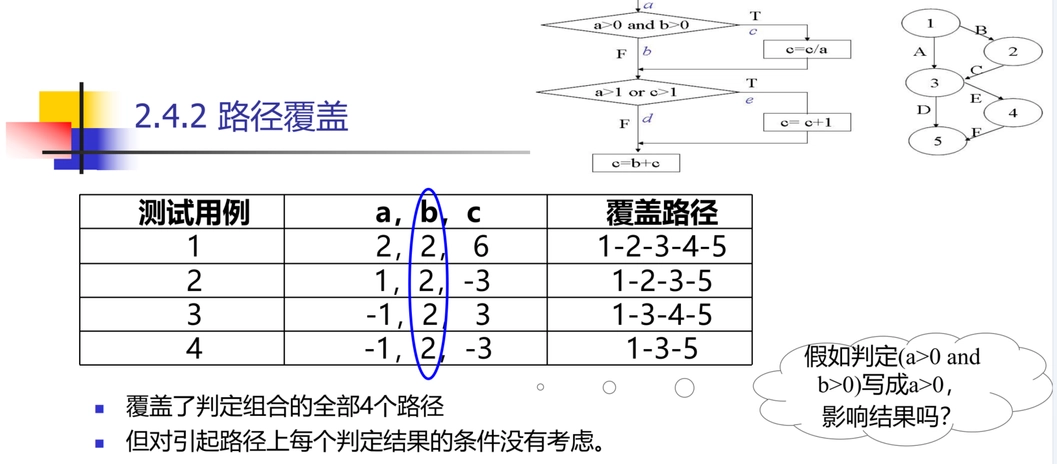 a
a>0 and b>0
T
c
F
b
c=c/a
a>1 or c>1
T
e
F
d
c= c+1
c=b+c
1
B
A
2
C
3
D
E
4
F
5
2.4.2 路径覆盖
测试用例 a, b, c 覆盖路径
1 2, 2, 6 1-2-3-4-5
2 1, 2, -3 1-2-3-5
3 -1, 2, 3 1-3-4-5
4 -1, 2, -3 1-3-5
假如判定(a>0 and
b>0)写成a>0，
影响结果吗？
覆盖了判定组合的全部4个路径
但对引起路径上每个判定结果的条件没有考虑。